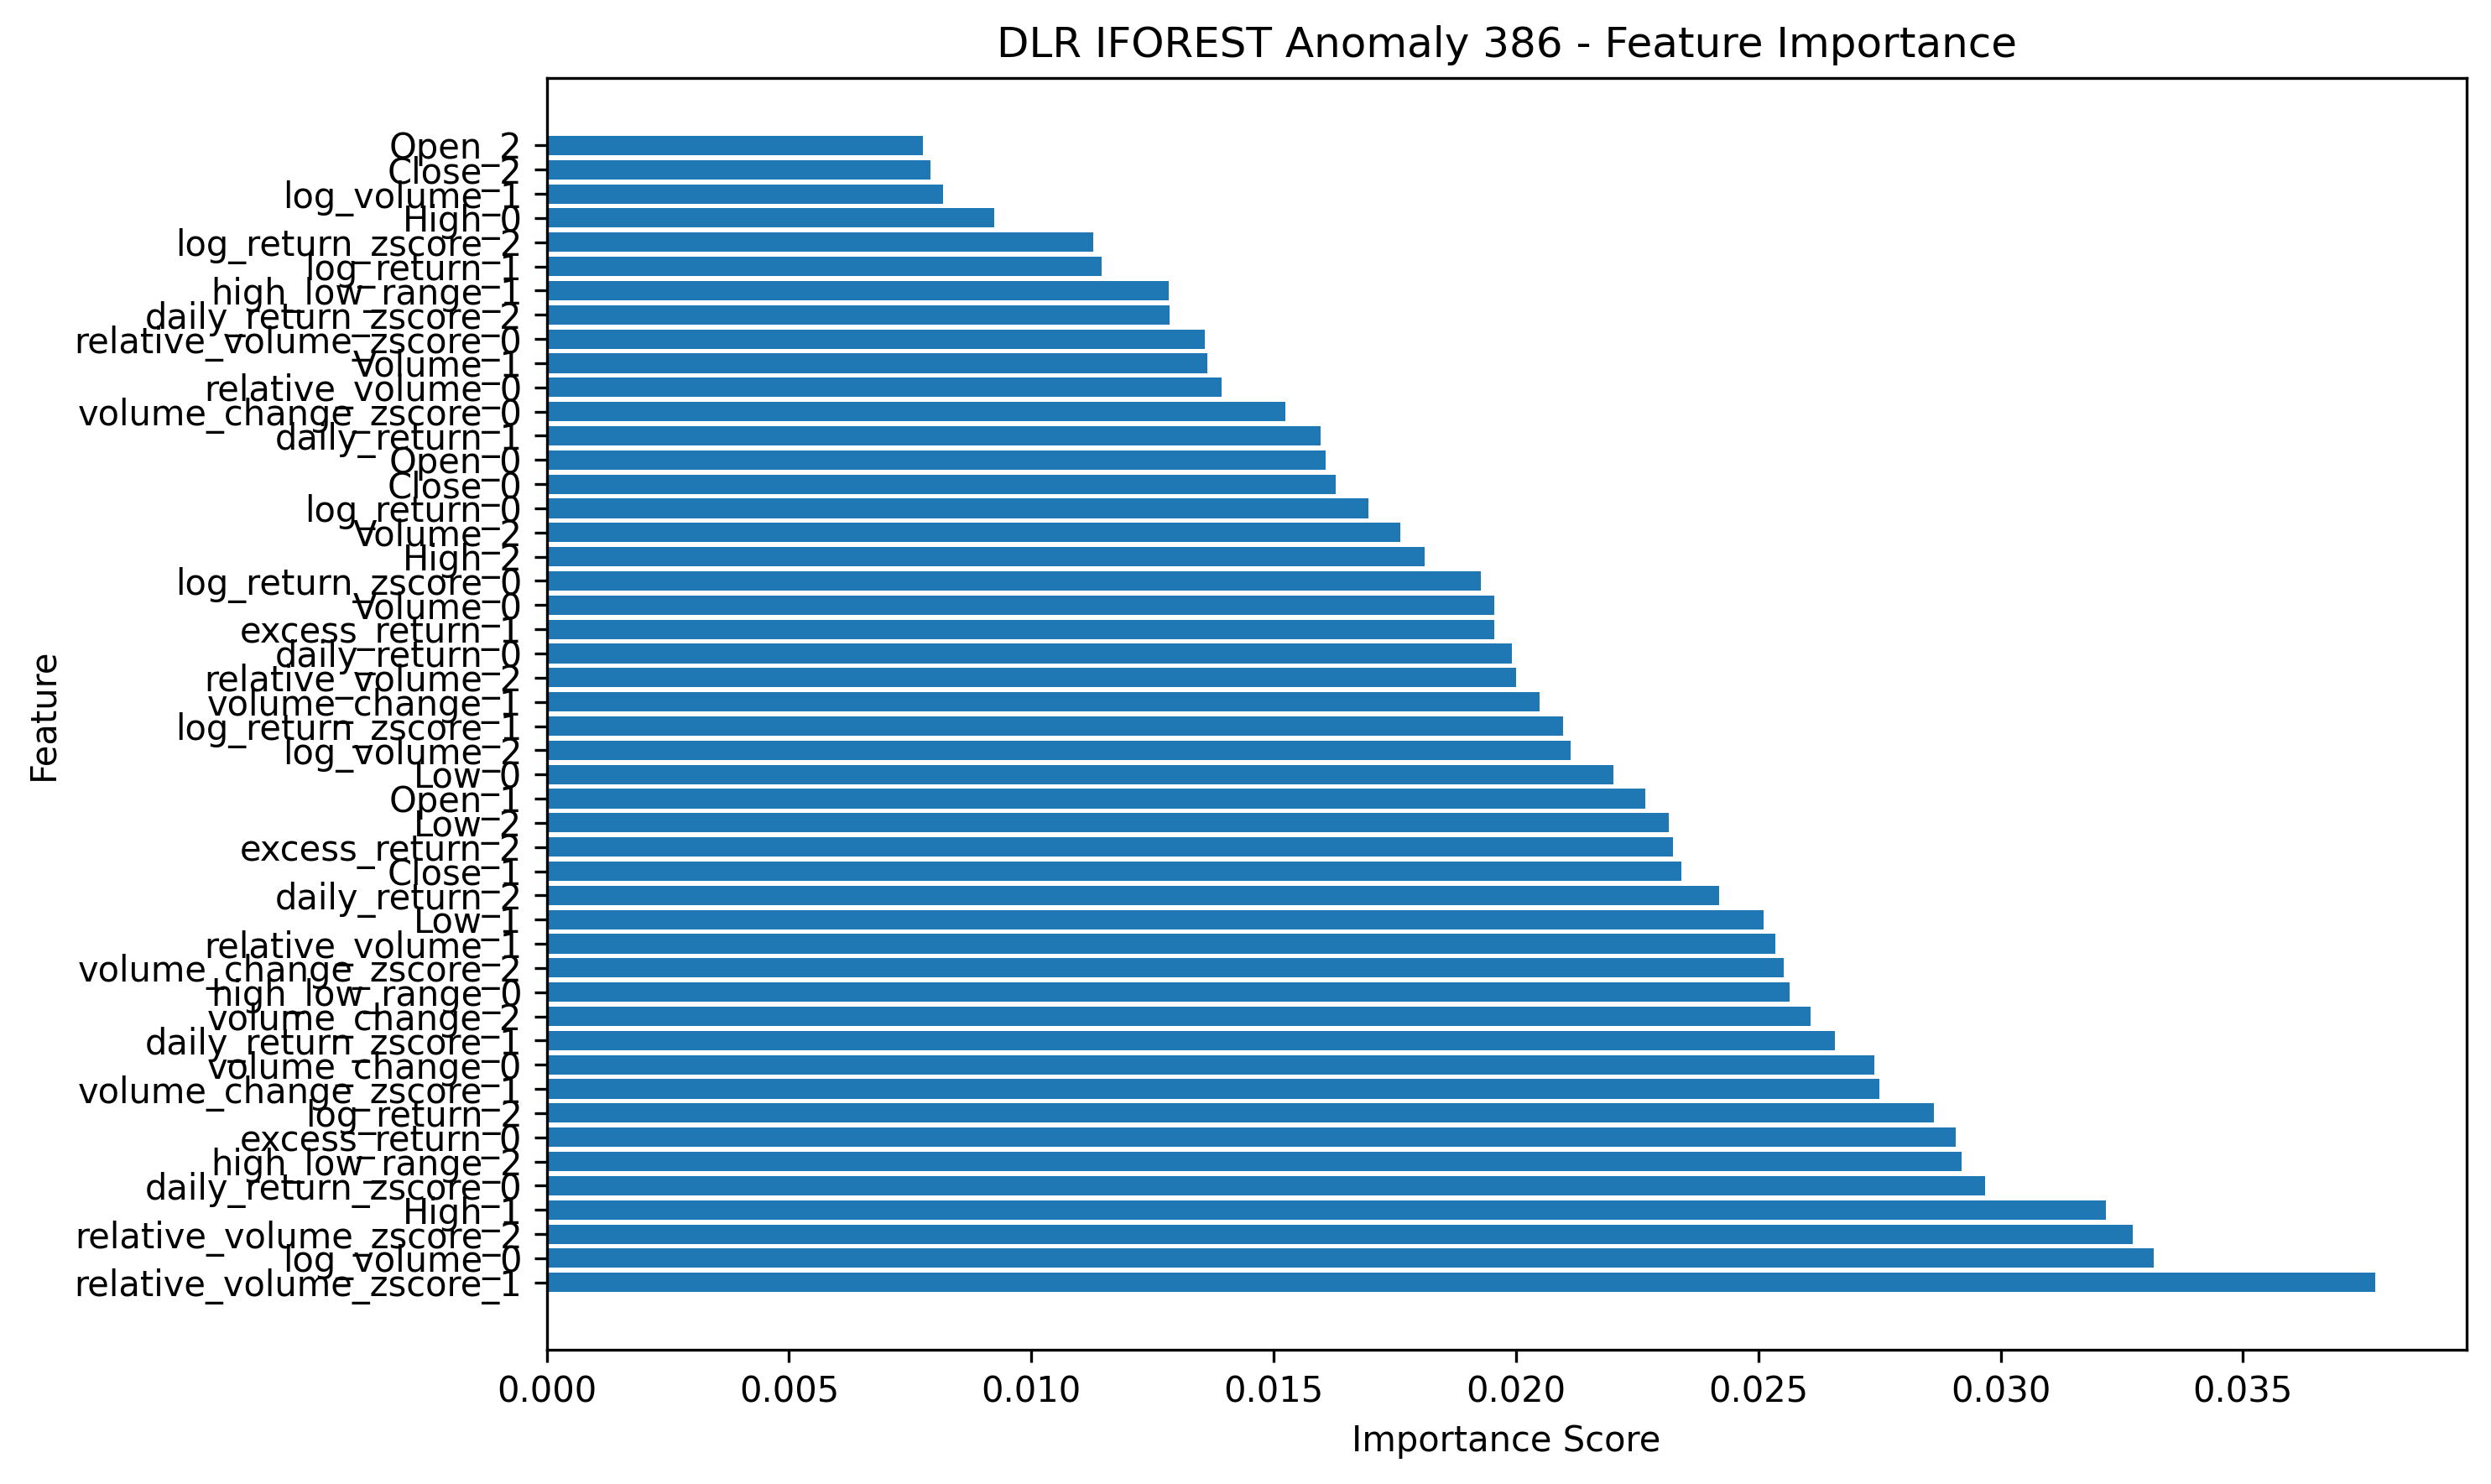 DLR IFOREST Anomaly 386 - Feature Importance
Open_2
Close_2
log_volume_1
High_0
log_return_zscore_2
log_return_1
high_low_range_1
daily_return_zscore_2
relative_volume_zscore_0
Volume_1
relative_volume_0
volume_change_zscore_0
daily_return_1
Open_0
Close_0
log_return_0
Volume_2
High_2
log_return_zscore_0
Volume_0
excess_return_1
daily_return_0
relative_volume_2
volume_change_1
log_return_zscore_1
log_volume_2
Low_0
Open_1
Low_2
excess_return_2
Close_1
daily_return_2
Low_1
relative_volume_1
volume_change_zscore_2
high_low_range_0
volume_change_2
daily_return_zscore_1
volume_change_0
volume_change_zscore_1
log_return_2
excess_return_0
high_low_range_2
daily_return_zscore_0
High_1
relative_volume_zscore_2
log_volume_0
relative_volume_zscore_1
Feature
0.000 0.005 0.010 0.015 0.020 0.025 0.030 0.035
Importance Score